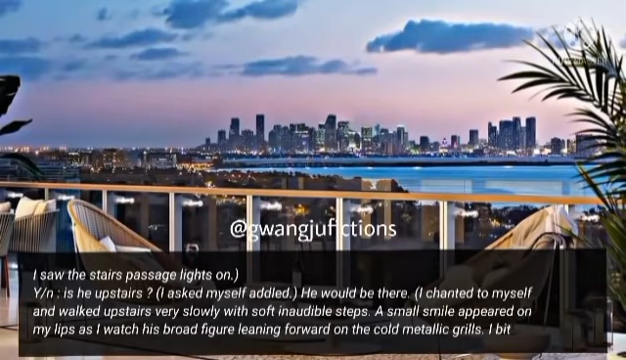 @gwangjufictions
I saw the stairs passage lights on.)
Y/n : is he upstairs ? (I asked myself addled.) He would be there. (I chanted to myself
and walked upstairs very slowly with soft inaudible steps. A small smile appeared on
my lips as I watch his broad figure leaning forward on the cold metallic grills. I bit